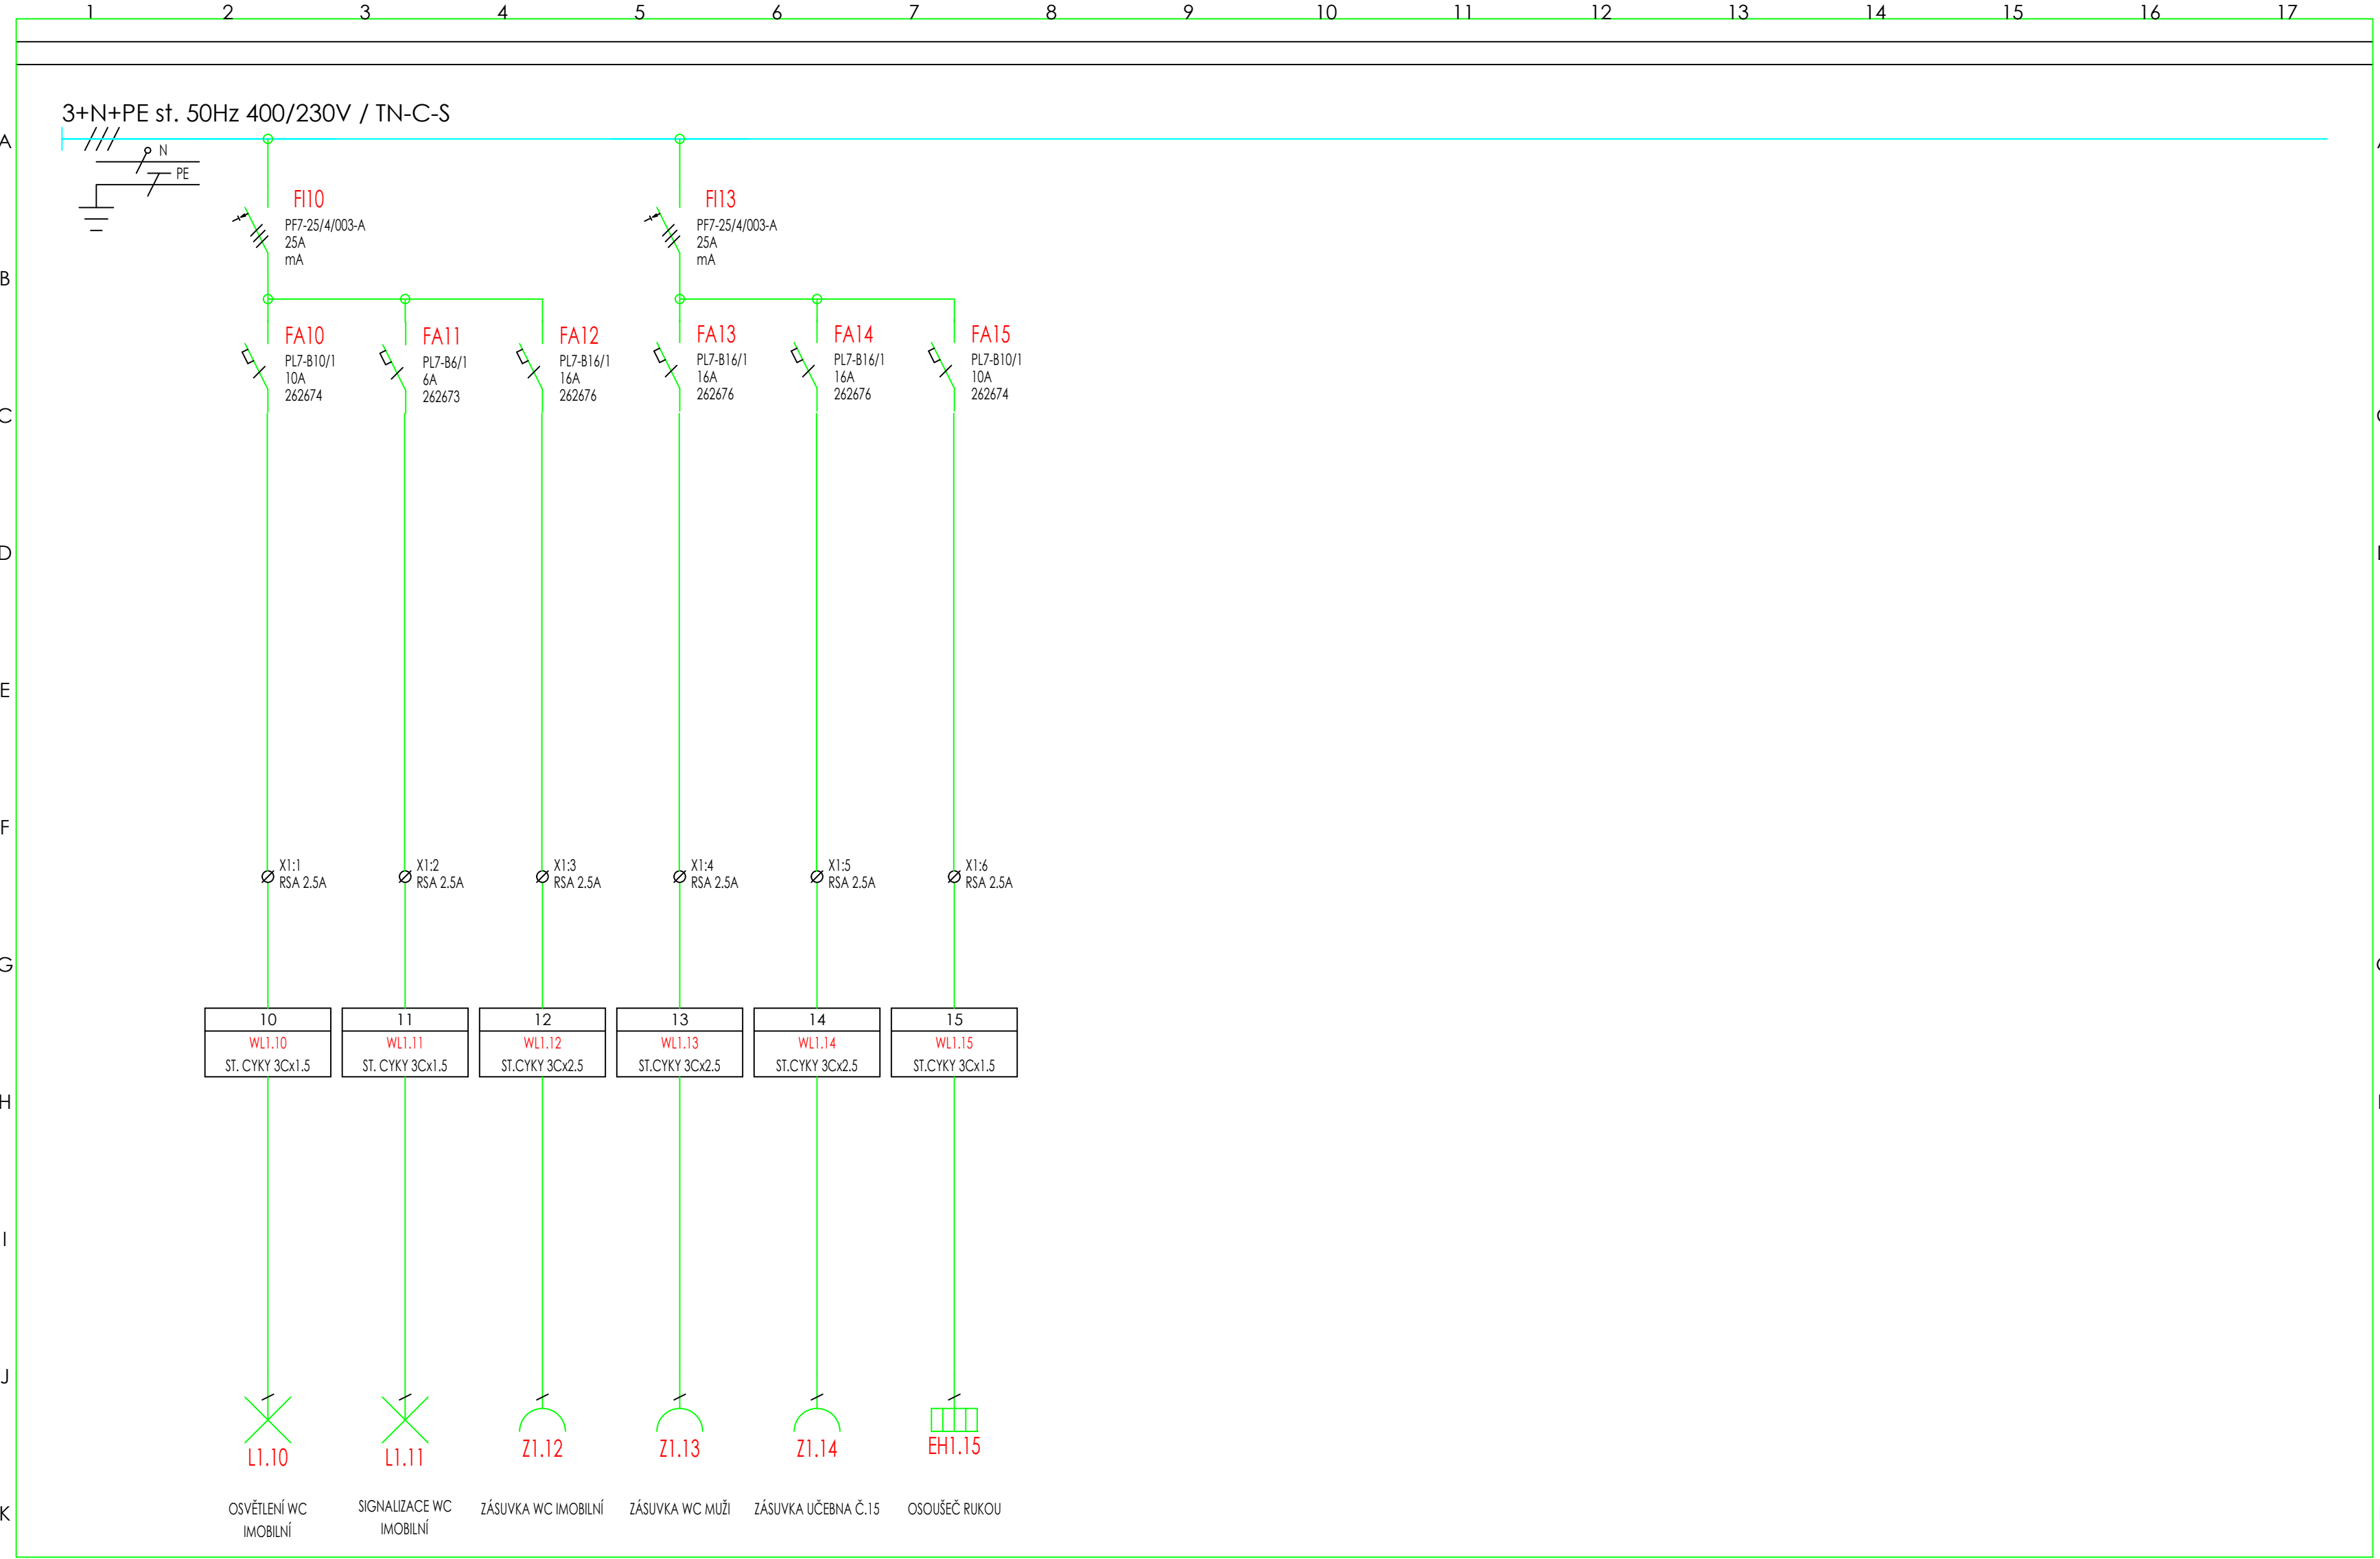 1 2 3 4 5 6 7 8 9 10 11 12 13 14 15 16 17
3+N+PE st. 50Hz 400/230V / TN-C-S
A
N
PE
FI10
PF7-25/4/003-A
25A
mA
FI13
PF7-25/4/003-A
25A
mA
B
FA10
PL7-B10/1
10A
262674
FA11
PL7-B6/1
6A
262673
FA12
PL7-B16/1
16A
262676
FA13
PL7-B16/1
16A
262676
FA14
PL7-B16/1
16A
262676
FA15
PL7-B10/1
10A
262674
C
D
E
F
X1:1
RSA 2.5A
X1:2
RSA 2.5A
X1:3
RSA 2.5A
X1:4
RSA 2.5A
X1:5
RSA 2.5A
X1:6
RSA 2.5A
G
10
WL1.10
ST. CYKY 3Cx1.5
11
WL1.11
ST. CYKY 3Cx1.5
12
WL1.12
ST.CYKY 3Cx2.5
13
WL1.13
ST.CYKY 3Cx2.5
14
WL1.14
ST.CYKY 3Cx2.5
15
WL1.15
ST.CYKY 3Cx1.5
H
I
J
L1.10
L1.11
Z1.12
Z1.13
Z1.14
EH1.15
K
OSVĚTLENÍ WC
IMOBILNÍ
SIGNALIZACE WC
IMOBILNÍ
ZÁSUVKA WC IMOBILNÍ
ZÁSUVKA WC MUŽI
ZÁSUVKA UČEBNA Č.15
OSOUŠEČ RUKOU